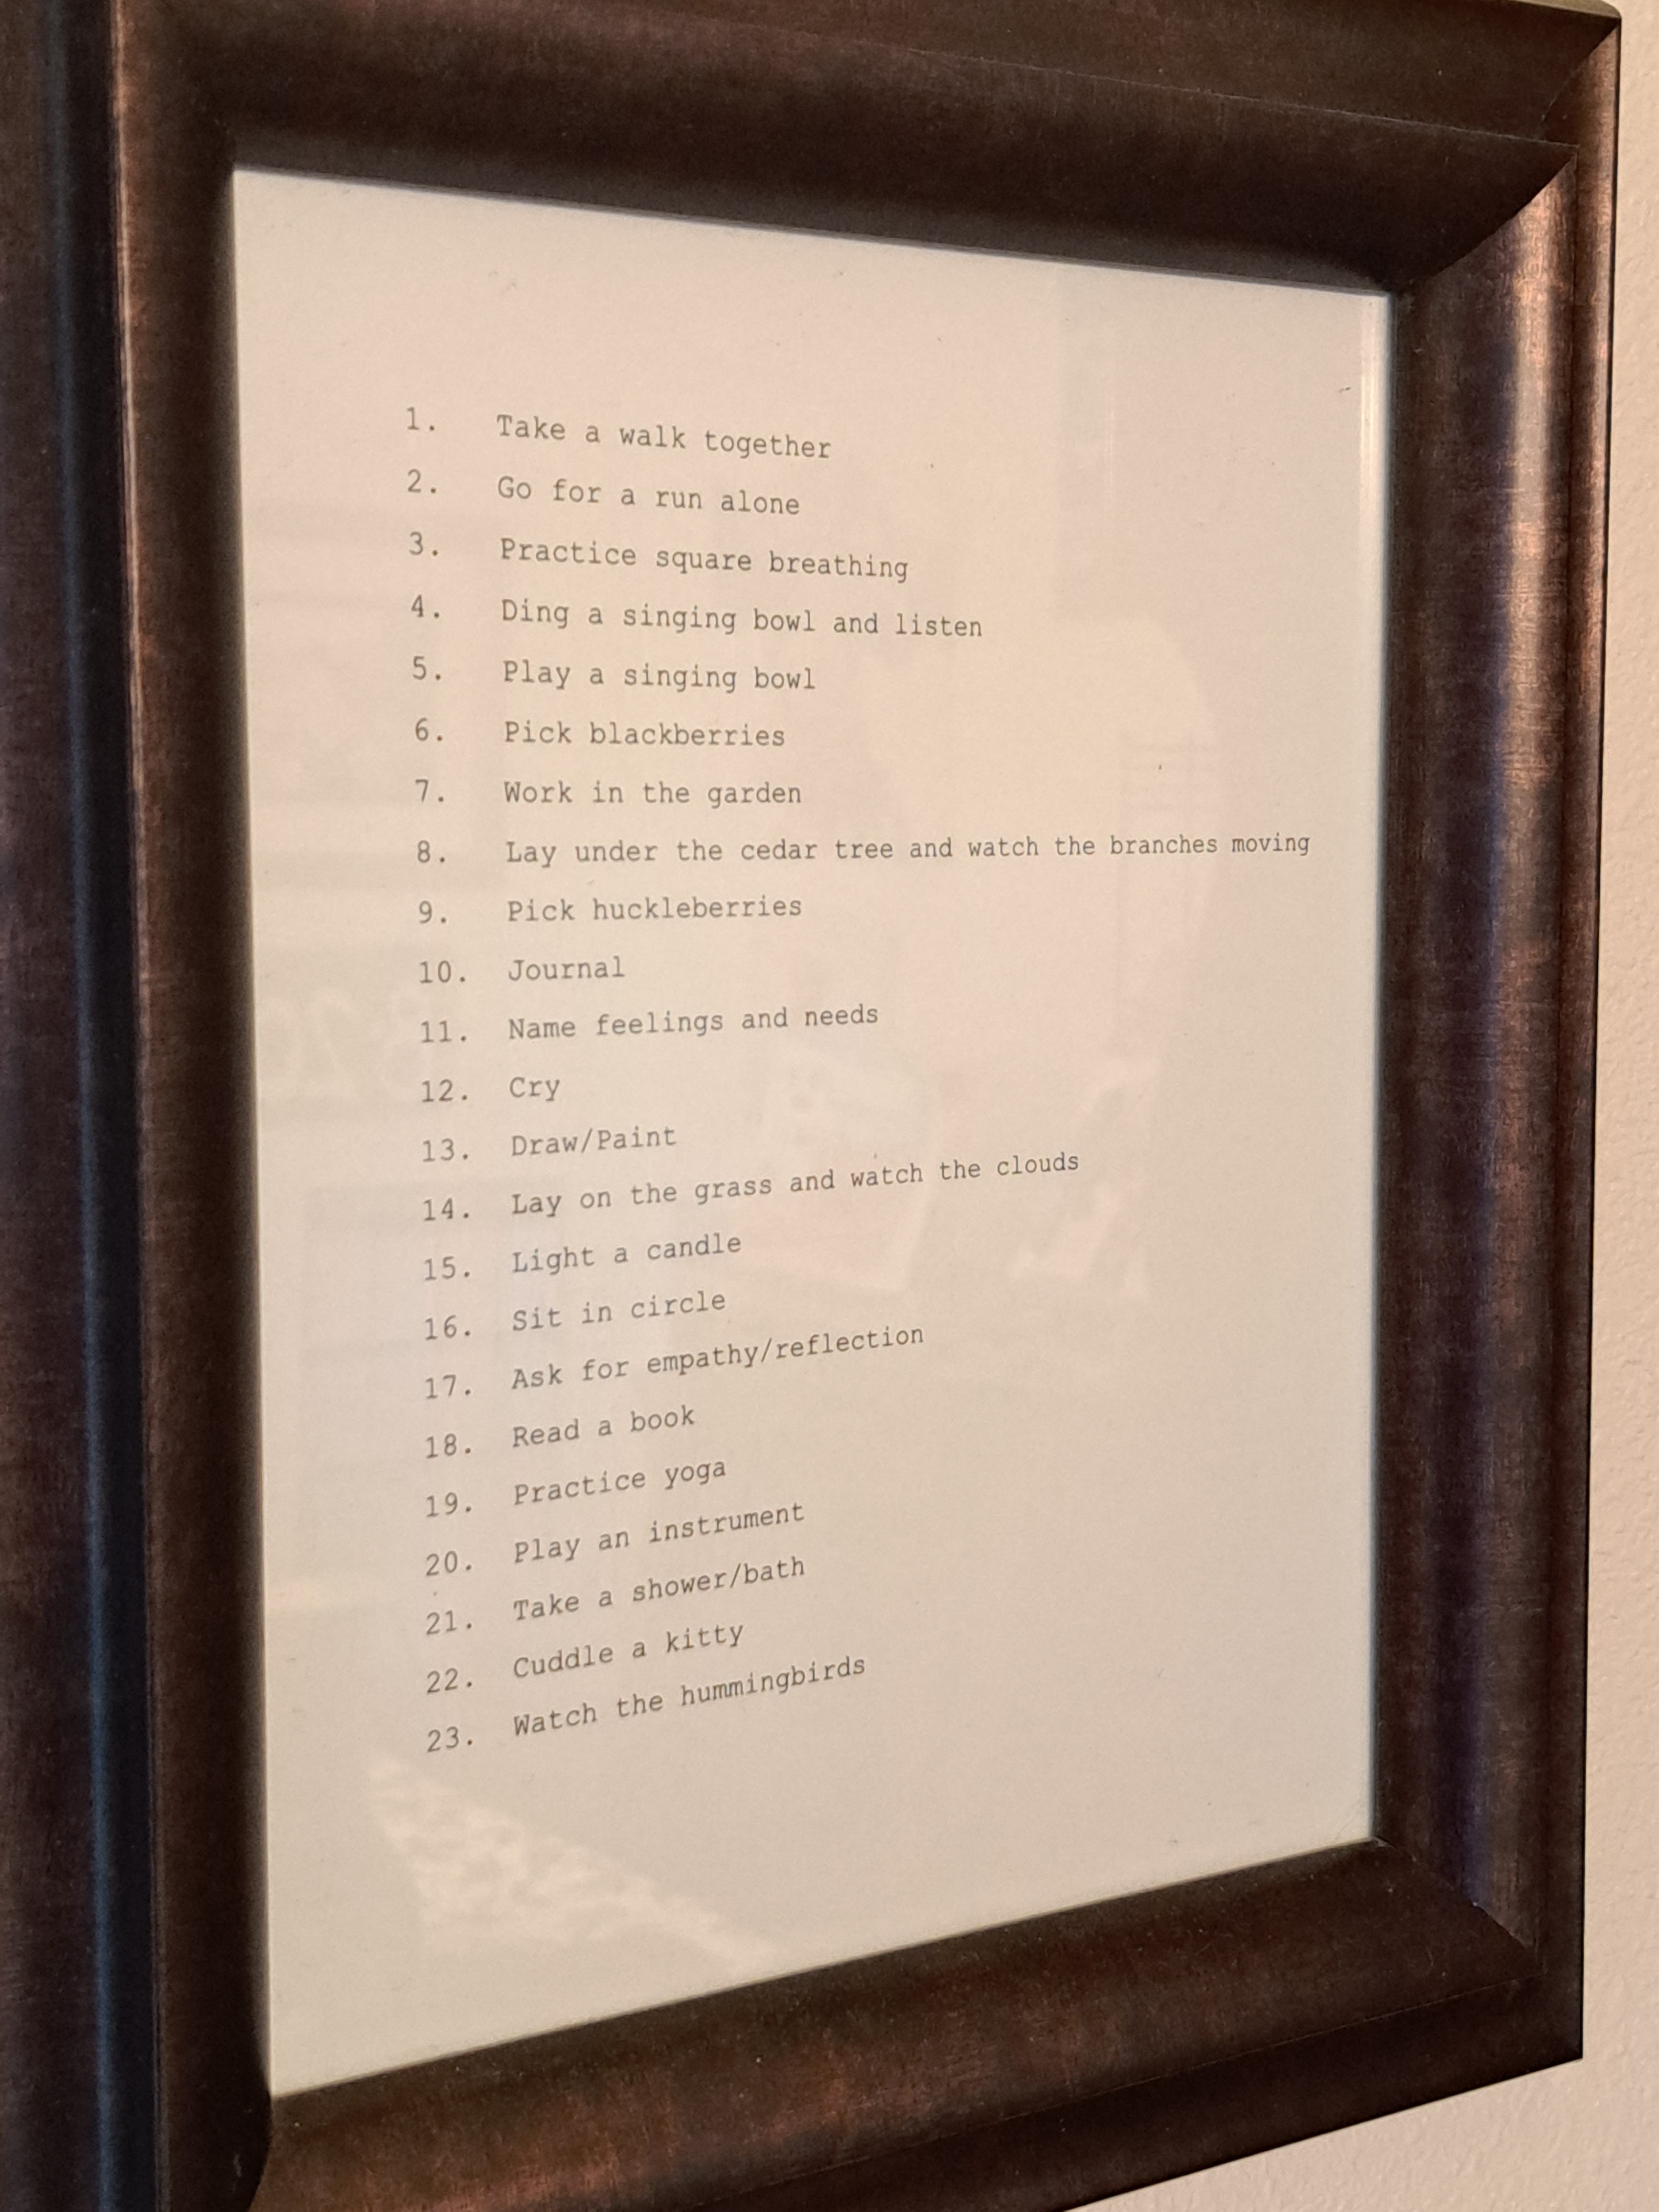 1. Take a walk together
2. Go for a run alone
3. Practice square breathing
4. Ding a singing bowl and listen
5. Play a singing bowl
6. Pick blackberries
7. Work in the garden
8. Lay under the cedar tree and watch the branches moving
9. Pick huckleberries
10. Journal
11. Name feelings and needs
12. Cry
13. Draw/Paint
14. Lay on the grass and watch the clouds
15. Light a candle
16. Sit in circle
17. Ask for empathy/reflection
18. Read a book
19. Practice yoga
20. Play an instrument
21. Take a shower/bath
22. Cuddle a kitty
23. Watch the hummingbirds